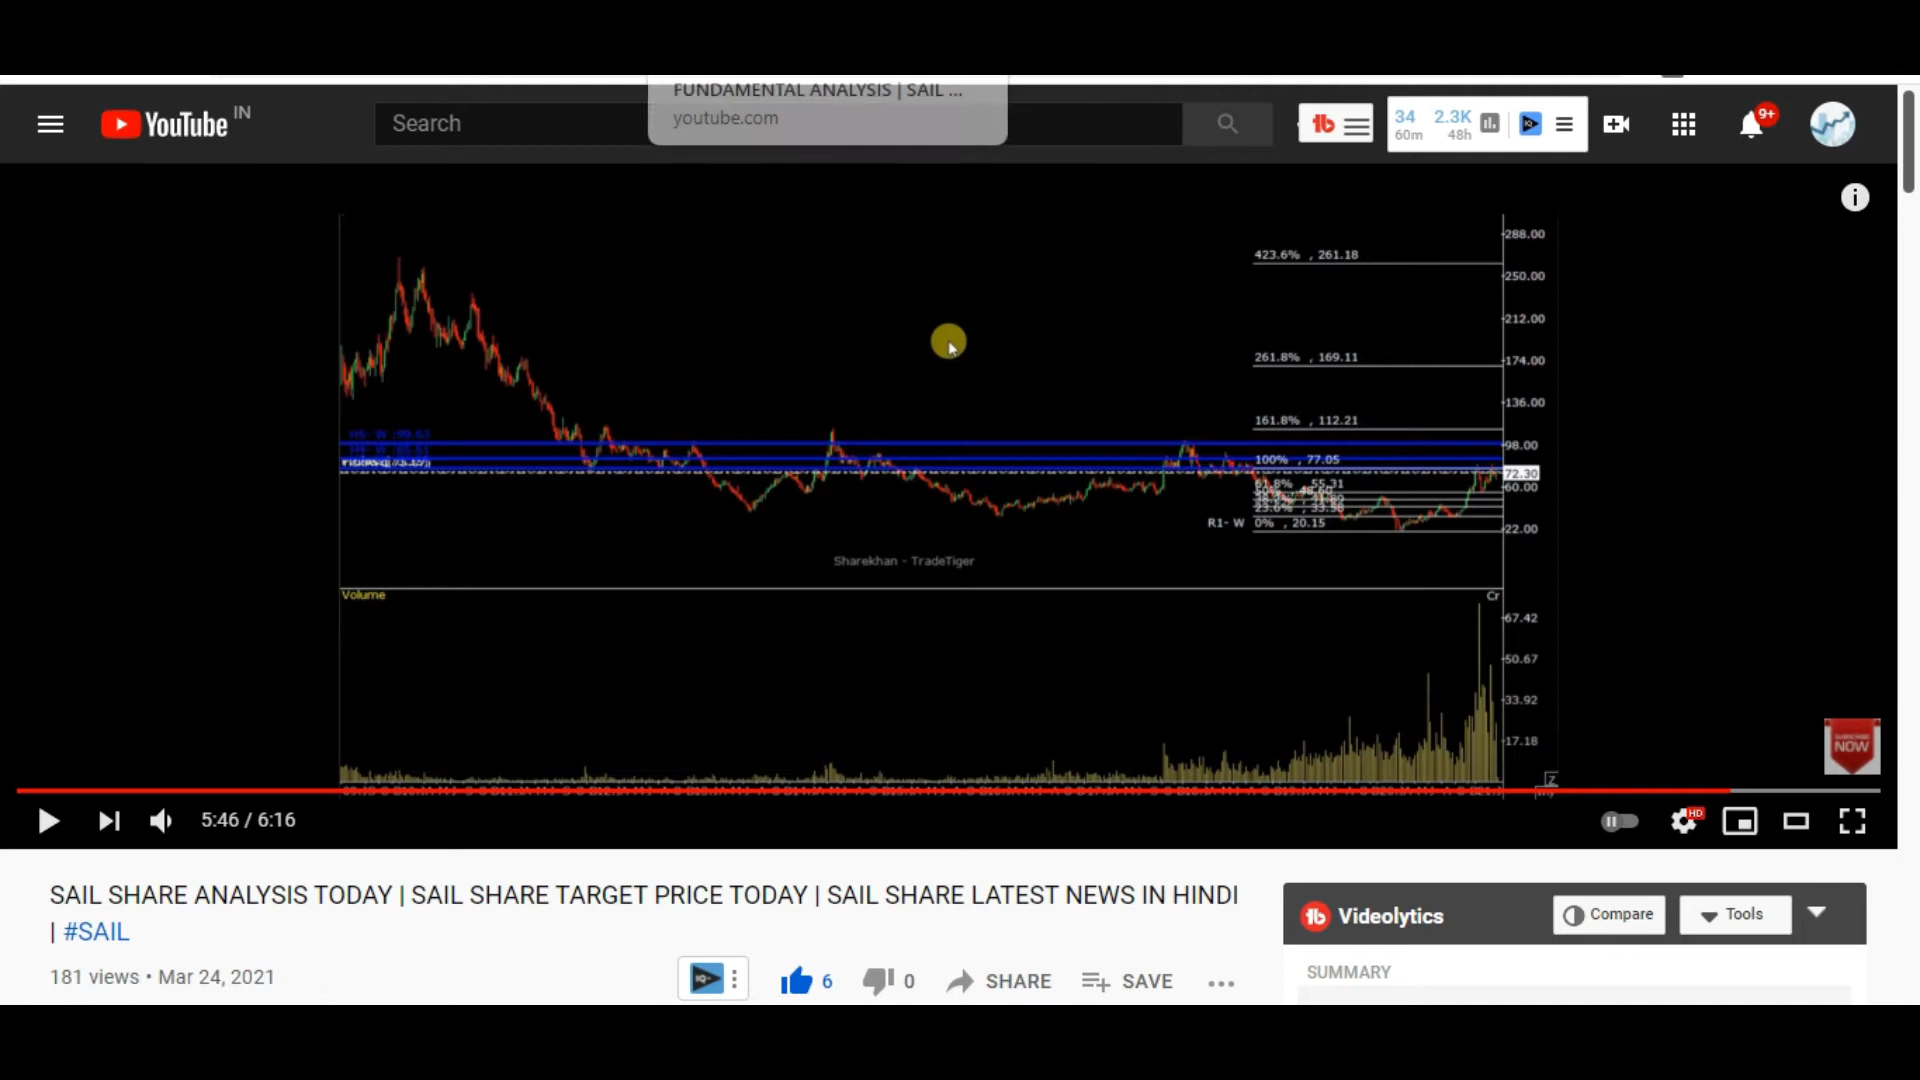 FUNDAMENTAL ANALYSIS | SAIL ...
youtube.com
YouTube IN
Search
34
60m
2.3K
48h
9+
288.00
423.6% , 261.18
250.00
212.00
261.8% , 169.11
174.00
136.00
161.8% , 112.21
98.00
100% , 77.05
72.30
61.8% , 55.31
60.00
23.6% , 33.58
R1- W 0% , 20.15
22.00
Sharekhan - TradeTiger
Volume
Cr
67.42
50.67
33.92
17.18
NOW
5:46 / 6:16
HD
SAIL SHARE ANALYSIS TODAY | SAIL SHARE TARGET PRICE TODAY | SAIL SHARE LATEST NEWS IN HINDI
| #SAIL
181 views • Mar 24, 2021
6
0
SHARE
SAVE
Videolytics
Compare
Tools
SUMMARY